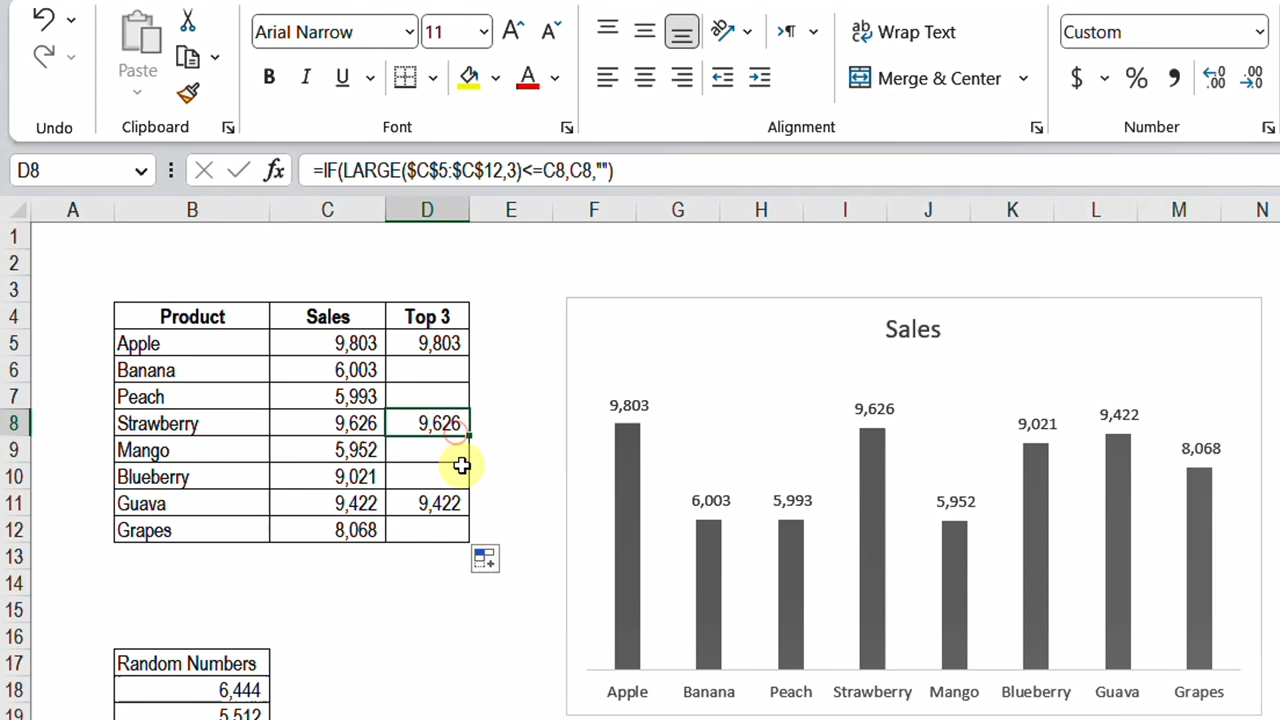 Arial Narrow 11 A A Wrap Text Custom
Paste B I U A Merge & Center $ % .00 .00
Undo Clipboard Font Alignment Number
D8 fx =IF(LARGE($C$5:$C$12,3)<=C8,C8,"")
A B C D E F G H I J K L M N
1
2
3
4 Product Sales Top 3
5 Apple 9,803 9,803
6 Banana 6,003
7 Peach 5,993
8 Strawberry 9,626 9,626
9 Mango 5,952
10 Blueberry 9,021
11 Guava 9,422 9,422
12 Grapes 8,068
13
14
15
16
17 Random Numbers
18 6,444
19 5,512
Sales
9,803 6,003 5,993 9,626 5,952 9,021 9,422 8,068
Apple Banana Peach Strawberry Mango Blueberry Guava Grapes